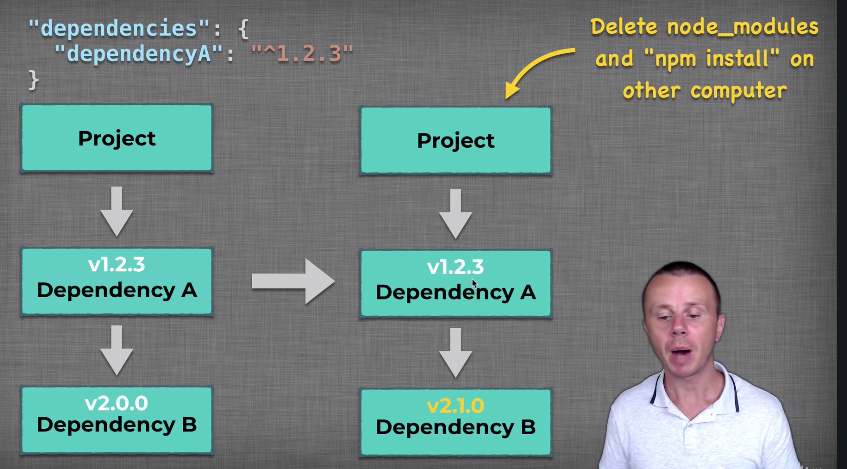 "dependencies": {
"dependencyA": "^1.2.3"
}
Delete node_modules
and "npm install" on
other computer
Project
Project
v1.2.3
Dependency A
v1.2.3
Dependency A
v2.0.0
Dependency B
v2.1.0
Dependency B